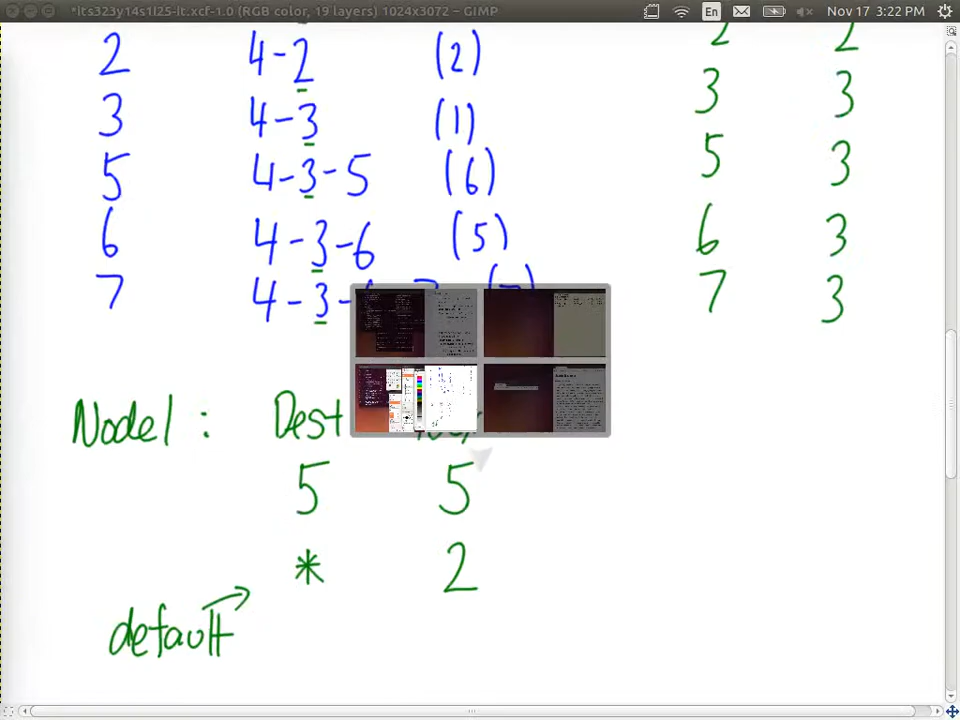 *lts323y14s1l25-lt.xcf-1.0 (RGB color, 19 layers) 1024x3072 – GIMP En Nov 17 3:22 PM
2 4-2 (2) 2 2
3 4-3 (1) 3 3
5 4-3-5 (6) 5 3
6 4-3-6 (5) 6 3
7 4-3- 7 3
Node1 : Dest
5 5
* 2
default